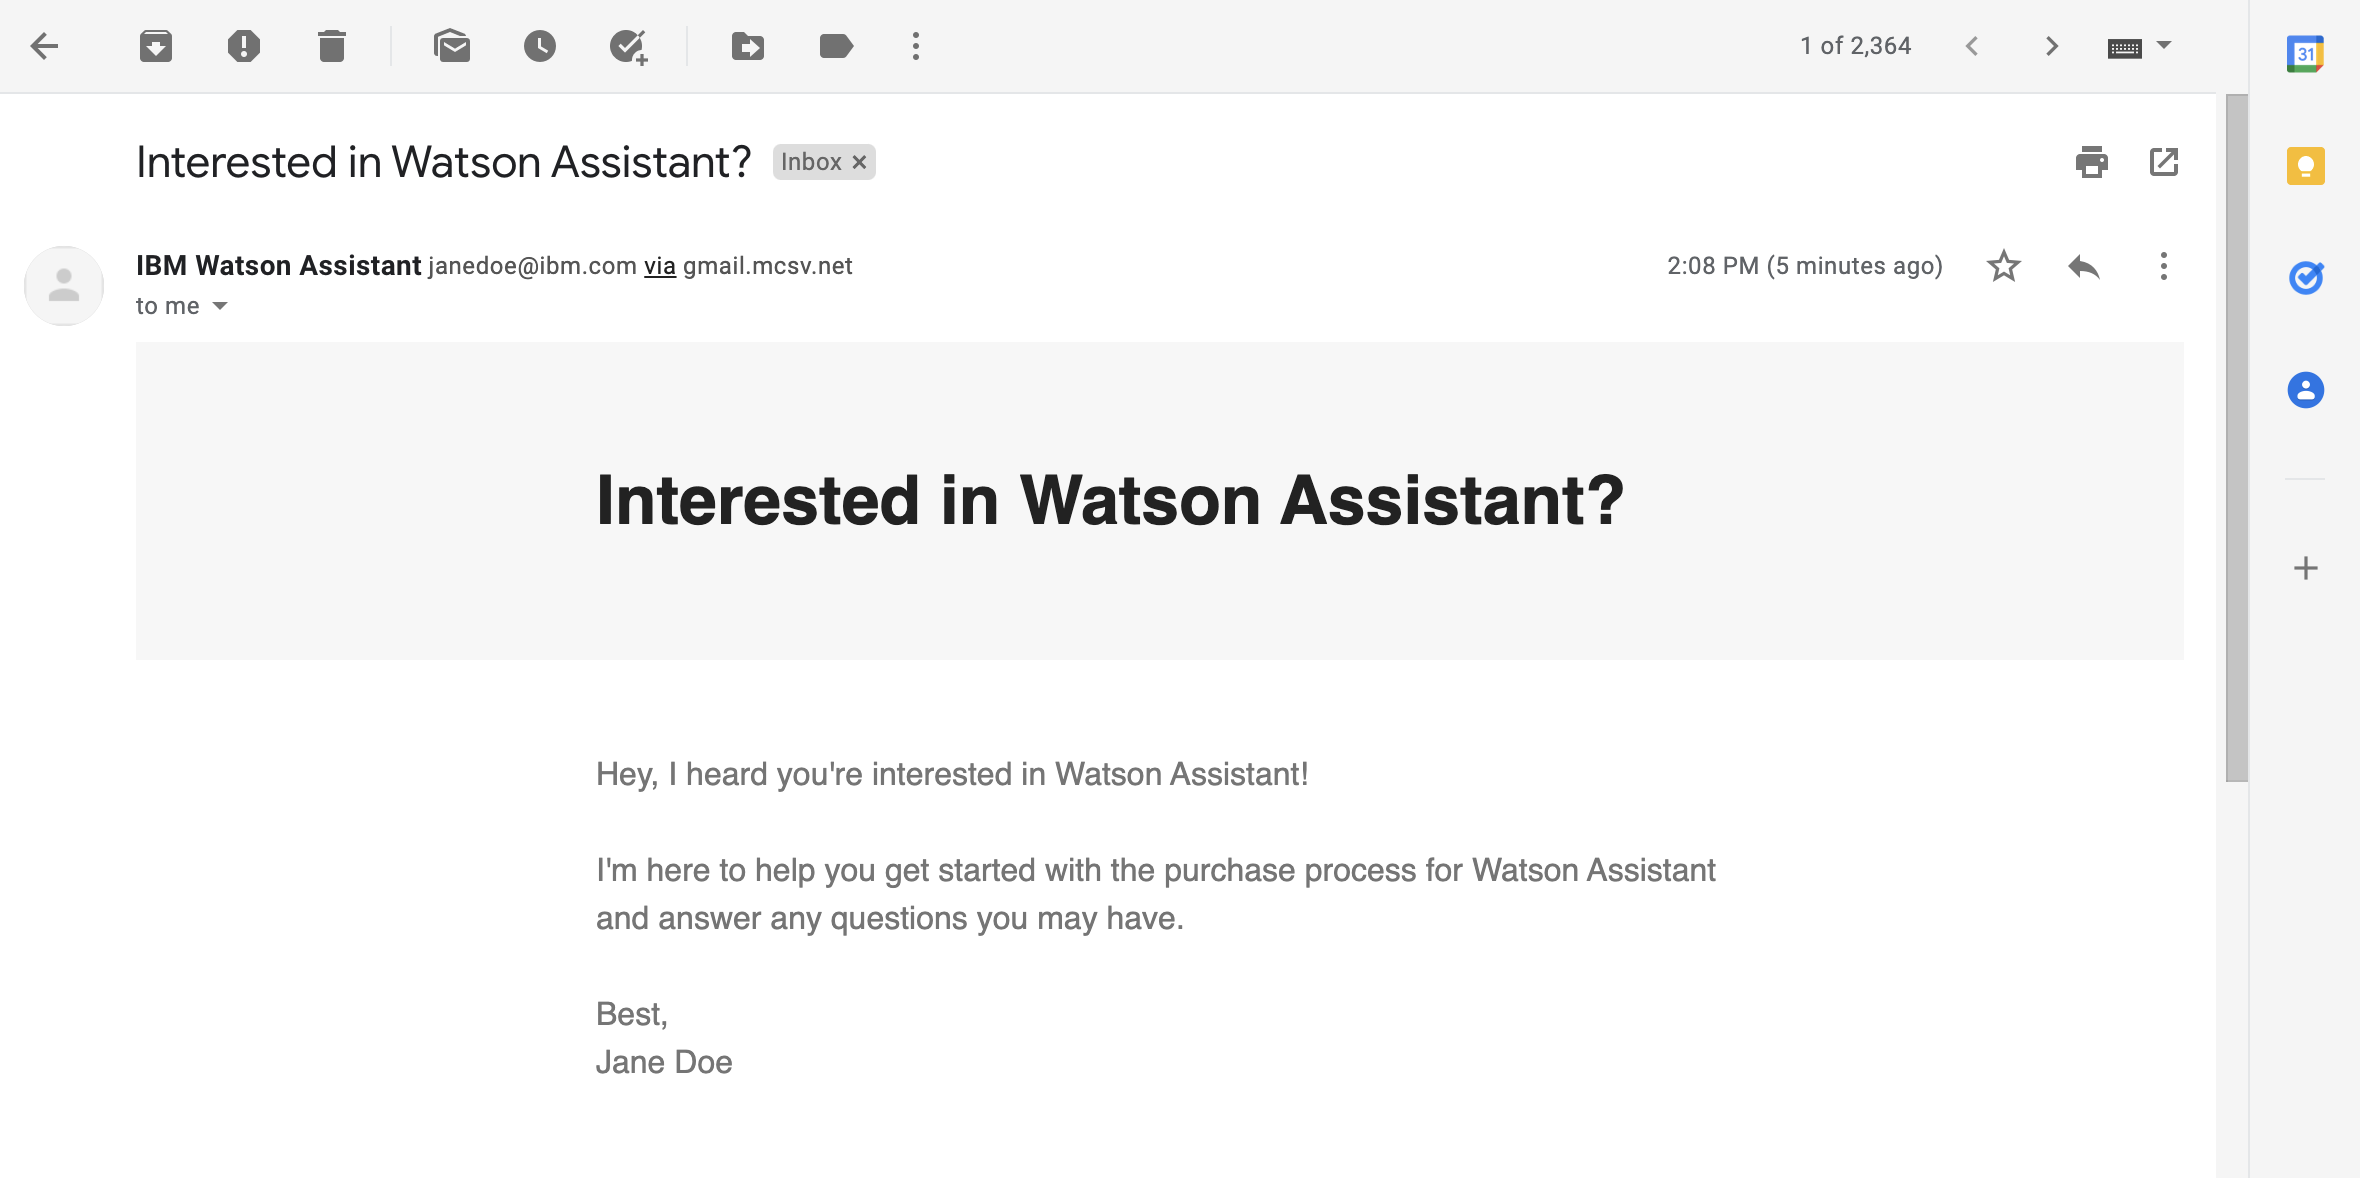 1 of 2,364
31
Interested in Watson Assistant? Inbox ×
IBM Watson Assistant janedoe@ibm.com via gmail.mcsv.net
2:08 PM (5 minutes ago)
to me
Interested in Watson Assistant?
Hey, I heard you're interested in Watson Assistant!
I'm here to help you get started with the purchase process for Watson Assistant
and answer any questions you may have.
Best,
Jane Doe